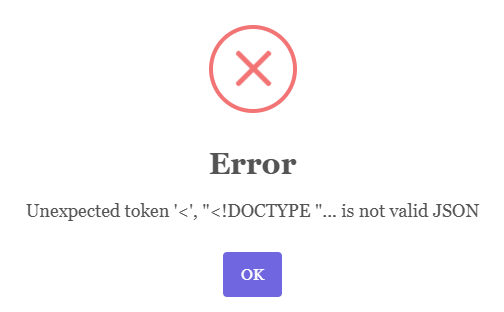 Error
Unexpected token '<', "<!DOCTYPE "... is not valid JSON
OK